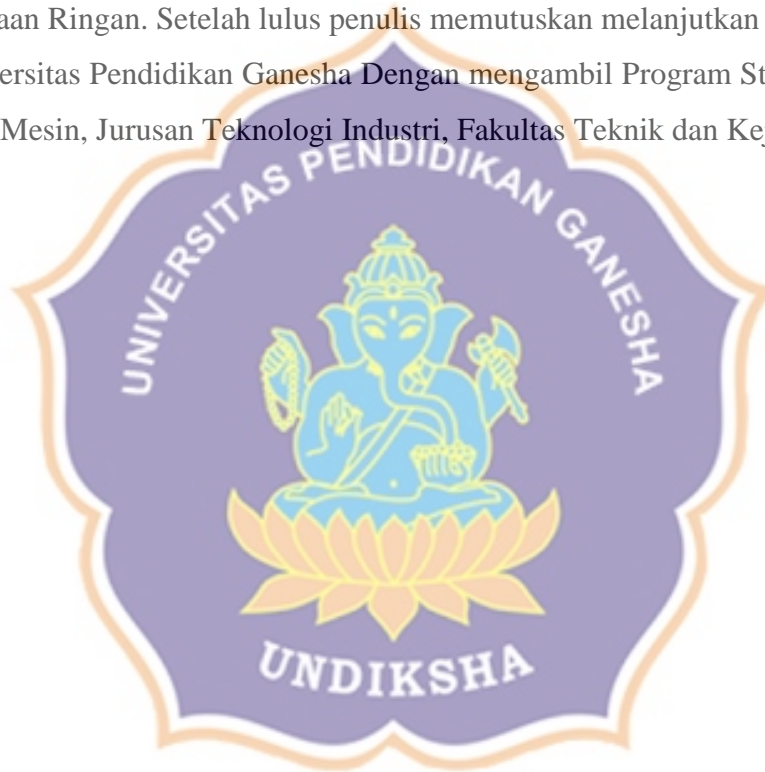 aan Ringan. Setelah lulus penulis memutuskan melanjutkan
ersitas Pendidikan Ganesha Dengan mengambil Program St
Mesin, Jurusan Teknologi Industri, Fakultas Teknik dan Kej
UNIVERSITAS PENDIDIKAN GANESHA
UNDIKSHA